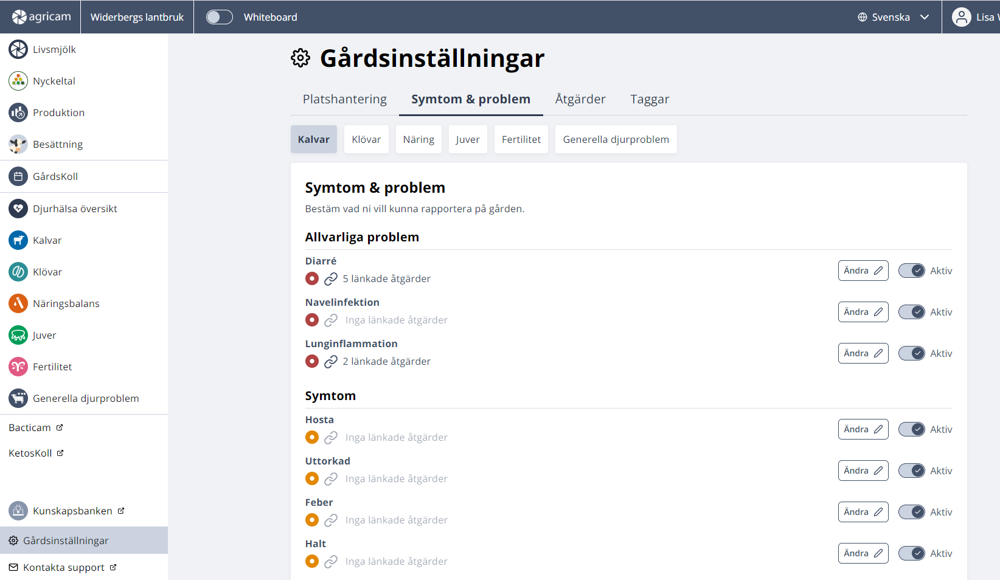 agricam
Widerbergs lantbruk
Whiteboard
Svenska
Lisa
Livsmjölk
Nyckeltal
Produktion
Besättning
GårdsKoll
Djurhälsa översikt
Kalvar
Klövar
Näringsbalans
Juver
Fertilitet
Generella djurproblem
Bacticam
KetosKoll
Kunskapsbanken
Gårdsinställningar
Kontakta support
Gårdsinställningar
Platshantering
Symtom & problem
Åtgärder
Taggar
Kalvar
Klövar
Näring
Juver
Fertilitet
Generella djurproblem
Symtom & problem
Bestäm vad ni vill kunna rapportera på gården.
Allvarliga problem
Diarré
5 länkade åtgärder
Ändra
Aktiv
Navelinfektion
Inga länkade åtgärder
Ändra
Aktiv
Lunginflammation
2 länkade åtgärder
Ändra
Aktiv
Symtom
Hosta
Inga länkade åtgärder
Ändra
Aktiv
Uttorkad
Inga länkade åtgärder
Ändra
Aktiv
Feber
Inga länkade åtgärder
Ändra
Aktiv
Halt
Inga länkade åtgärder
Ändra
Aktiv